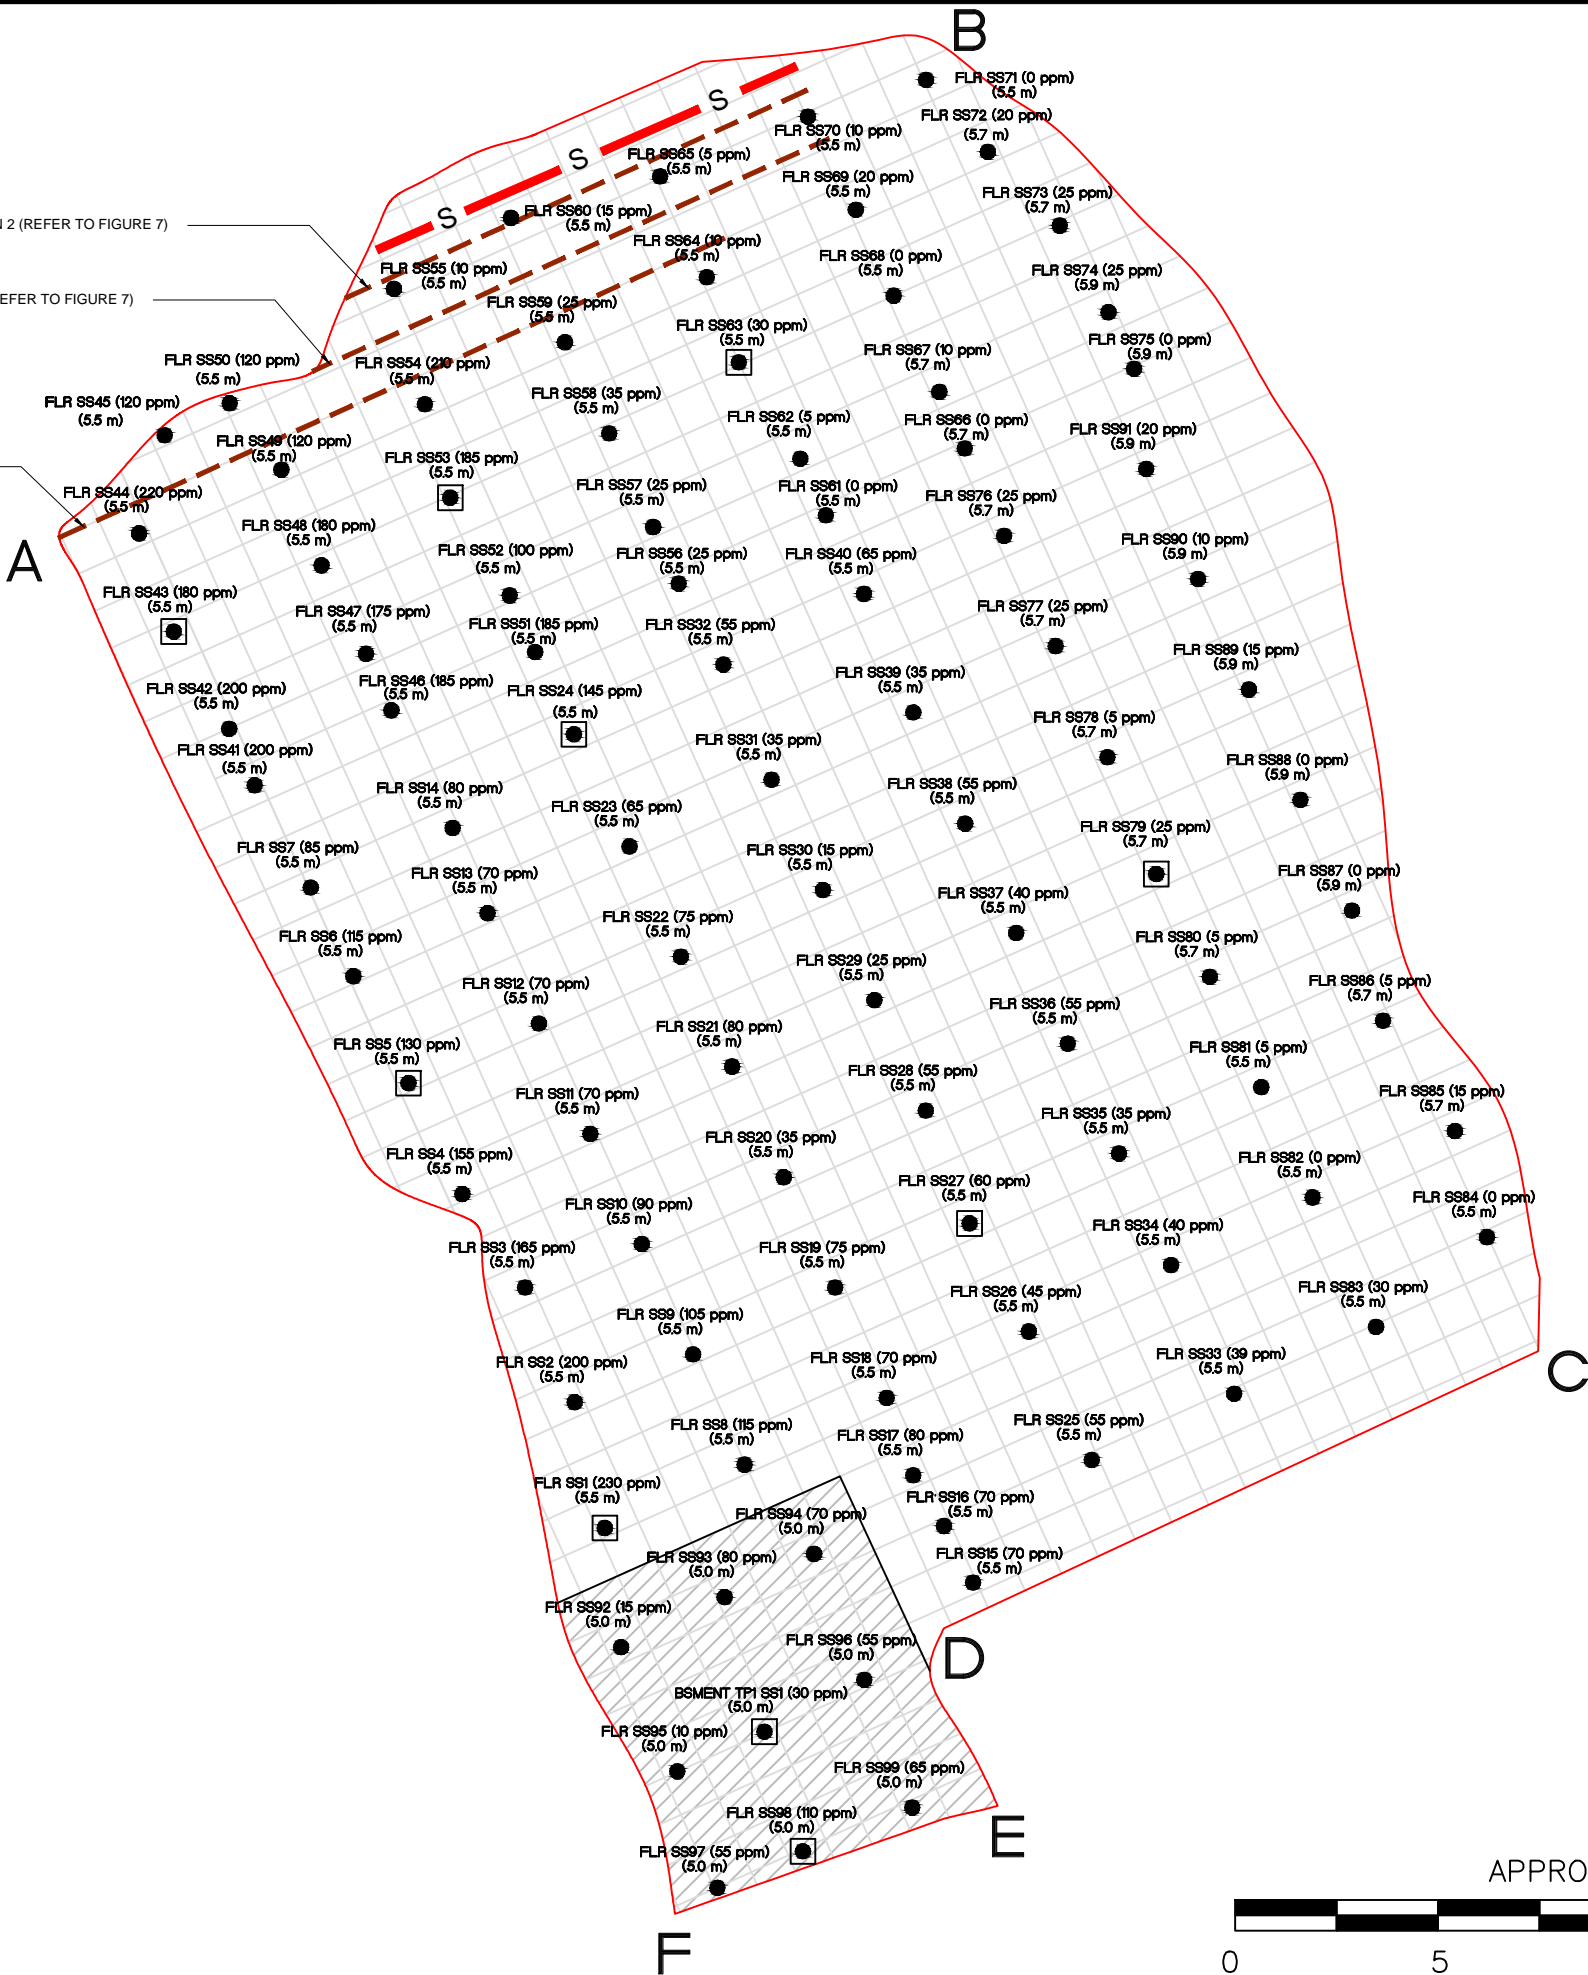 B
FLR SS71 (0 ppm)
(5.5 m)
FLR SS72 (20 ppm)
(5.7 m)
S
FLR SS70 (10 ppm)
(5.5 m)
S
FLR SS65 (5 ppm)
(5.5 m)
FLR SS69 (20 ppm)
(5.5 m)
FLR SS73 (25 ppm)
(5.7 m)
S
FLR SS60 (15 ppm)
(5.5 m)
N 2 (REFER TO FIGURE 7)
FLR SS64 (10 ppm)
(5.5 m)
FLR SS68 (0 ppm)
(5.5 m)
FLR SS55 (10 ppm)
(5.5 m)
FLR SS74 (25 ppm)
(5.9 m)
EFER TO FIGURE 7)
FLR SS59 (25 ppm)
(5.5 m)
FLR SS63 (30 ppm)
(5.5 m)
FLR SS75 (0 ppm)
(5.9 m)
FLR SS50 (120 ppm)
(5.5 m)
FLR SS54 (210 ppm)
(5.5 m)
FLR SS67 (10 ppm)
(5.7 m)
FLR SS45 (120 ppm)
(5.5 m)
FLR SS58 (35 ppm)
(5.5 m)
FLR SS62 (5 ppm)
(5.5 m)
FLR SS66 (0 ppm)
(5.7 m)
FLR SS91 (20 ppm)
(5.9 m)
FLR SS49 (120 ppm)
(5.5 m)
FLR SS53 (185 ppm)
(5.5 m)
FLR SS44 (220 ppm)
(5.5 m)
FLR SS57 (25 ppm)
(5.5 m)
FLR SS61 (0 ppm)
(5.5 m)
FLR SS76 (25 ppm)
(5.7 m)
FLR SS48 (180 ppm)
(5.5 m)
A
FLR SS52 (100 ppm)
(5.5 m)
FLR SS56 (25 ppm)
(5.5 m)
FLR SS40 (65 ppm)
(5.5 m)
FLR SS90 (10 ppm)
(5.9 m)
FLR SS43 (180 ppm)
(5.5 m)
FLR SS47 (175 ppm)
(5.5 m)
FLR SS51 (185 ppm)
(5.5 m)
FLR SS32 (55 ppm)
(5.5 m)
FLR SS77 (25 ppm)
(5.7 m)
FLR SS89 (15 ppm)
(5.9 m)
FLR SS42 (200 ppm)
(5.5 m)
FLR SS46 (185 ppm)
(5.5 m)
FLR SS24 (145 ppm)
(5.5 m)
FLR SS39 (35 ppm)
(5.5 m)
FLR SS78 (5 ppm)
(5.7 m)
FLR SS41 (200 ppm)
(5.5 m)
FLR SS31 (35 ppm)
(5.5 m)
FLR SS88 (0 ppm)
(5.9 m)
FLR SS14 (80 ppm)
(5.5 m)
FLR SS23 (65 ppm)
(5.5 m)
FLR SS38 (55 ppm)
(5.5 m)
FLR SS79 (25 ppm)
(5.7 m)
FLR SS7 (85 ppm)
(5.5 m)
FLR SS30 (15 ppm)
(5.5 m)
FLR SS87 (0 ppm)
(5.9 m)
FLR SS13 (70 ppm)
(5.5 m)
FLR SS37 (40 ppm)
(5.5 m)
FLR SS6 (115 ppm)
(5.5 m)
FLR SS22 (75 ppm)
(5.5 m)
FLR SS80 (5 ppm)
(5.7 m)
FLR SS12 (70 ppm)
(5.5 m)
FLR SS29 (25 ppm)
(5.5 m)
FLR SS86 (5 ppm)
(5.7 m)
FLR SS36 (55 ppm)
(5.5 m)
FLR SS5 (130 ppm)
(5.5 m)
FLR SS21 (80 ppm)
(5.5 m)
FLR SS81 (5 ppm)
(5.5 m)
FLR SS11 (70 ppm)
(5.5 m)
FLR SS28 (55 ppm)
(5.5 m)
FLR SS85 (15 ppm)
(5.7 m)
FLR SS35 (35 ppm)
(5.5 m)
FLR SS4 (155 ppm)
(5.5 m)
FLR SS20 (35 ppm)
(5.5 m)
FLR SS82 (0 ppm)
(5.5 m)
FLR SS27 (60 ppm)
(5.5 m)
FLR SS84 (0 ppm)
(5.5 m)
FLR SS10 (90 ppm)
(5.5 m)
FLR SS34 (40 ppm)
(5.5 m)
FLR SS3 (165 ppm)
(5.5 m)
FLR SS19 (75 ppm)
(5.5 m)
FLR SS26 (45 ppm)
(5.5 m)
FLR SS83 (30 ppm)
(5.5 m)
FLR SS9 (105 ppm)
(5.5 m)
FLR SS2 (200 ppm)
(5.5 m)
FLR SS18 (70 ppm)
(5.5 m)
FLR SS33 (39 ppm)
(5.5 m)
C
FLR SS8 (115 ppm)
(5.5 m)
FLR SS17 (80 ppm)
(5.5 m)
FLR SS25 (55 ppm)
(5.5 m)
FLR SS1 (230 ppm)
(5.5 m)
FLR SS16 (70 ppm)
(5.5 m)
FLR SS94 (70 ppm)
(5.0 m)
FLR SS93 (80 ppm)
(5.0 m)
FLR SS15 (70 ppm)
(5.5 m)
FLR SS92 (15 ppm)
(5.0 m)
FLR SS96 (55 ppm)
(5.0 m)
D
BSMENT TP1 SS1 (30 ppm)
(5.0 m)
FLR SS95 (10 ppm)
(5.0 m)
FLR SS99 (65 ppm)
(5.0 m)
FLR SS98 (110 ppm)
(5.0 m)
E
FLR SS97 (55 ppm)
(5.0 m)
APPRO
F
0
5